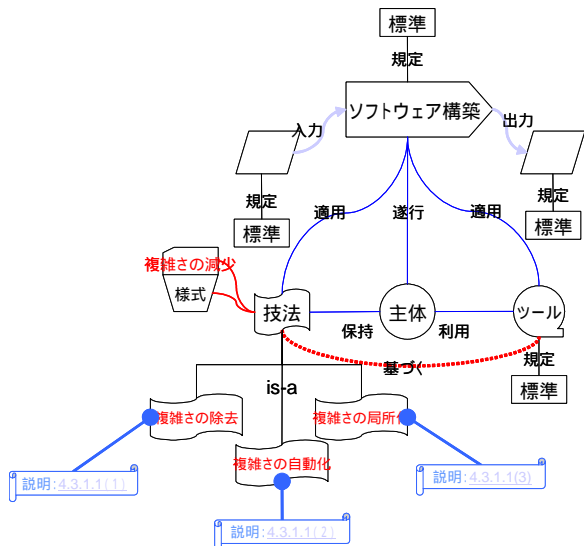 標準
規定
ソフトウェア構築
入力
出力
規定
標準
規定
標準
適用
遂行
適用
複雑さの減少
様式
技法
主体
ツール
保持
利用
基づく
規定
標準
is-a
複雑さの除去
複雑さの局所化
複雑さの自動化
説明:4.3.1.1(1)
説明:4.3.1.1(3)
説明:4.3.1.1(2)